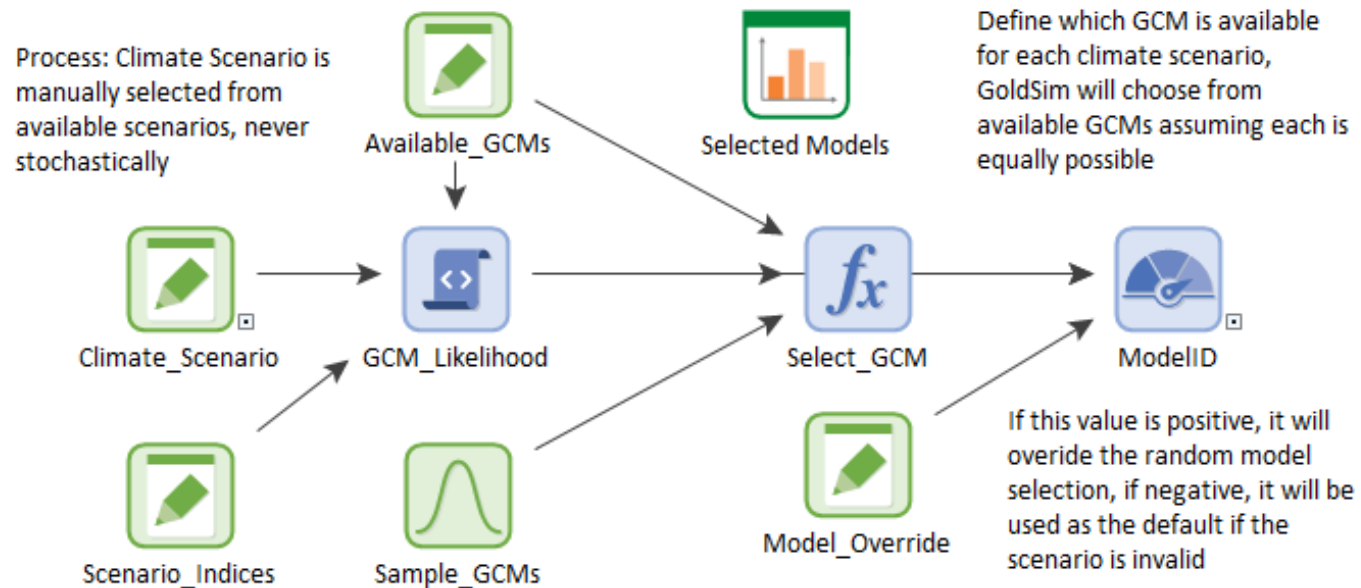 Process: Climate Scenario is
manually selected from
available scenarios, never
stochastically
Available_GCMs
Selected Models
Define which GCM is available
for each climate scenario,
GoldSim will choose from
available GCMs assuming each is
equally possible
Climate_Scenario
<>
GCM_Likelihood
fx
Select_GCM
ModelID
Scenario_Indices
Sample_GCMs
Model_Override
If this value is positive, it will
overide the random model
selection, if negative, it will be
used as the default if the
scenario is invalid